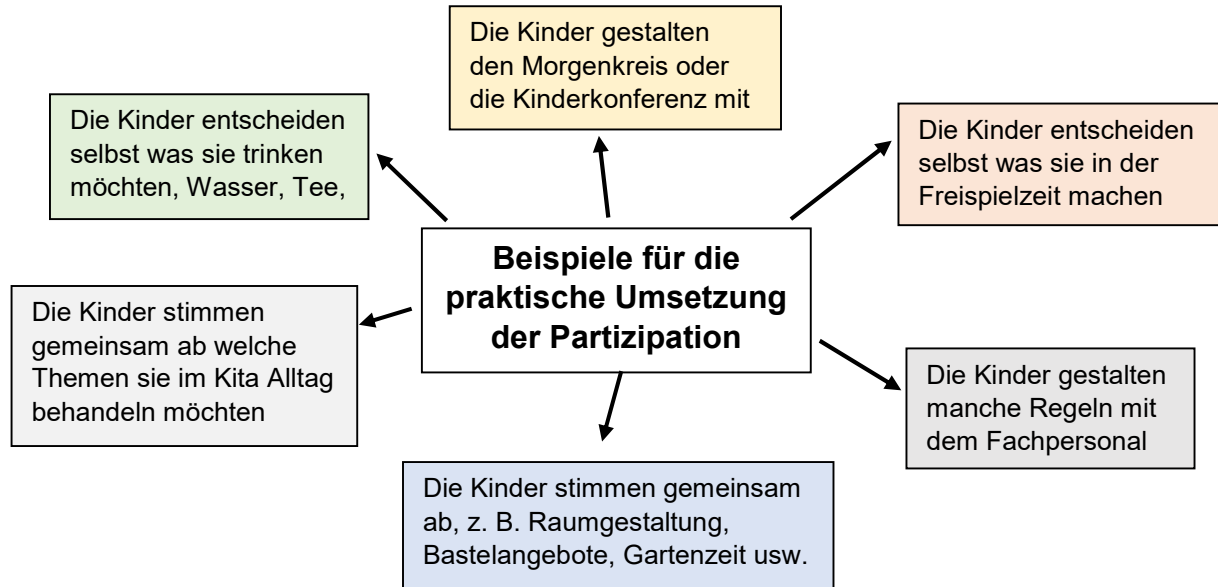 Die Kinder gestalten
den Morgenkreis oder
die Kinderkonferenz mit
Die Kinder entscheiden
selbst was sie trinken
möchten, Wasser, Tee,
Die Kinder entscheiden
selbst was sie in der
Freispielzeit machen
Beispiele für die
praktische Umsetzung
der Partizipation
Die Kinder stimmen
gemeinsam ab welche
Themen sie im Kita Alltag
behandeln möchten
Die Kinder gestalten
manche Regeln mit
dem Fachpersonal
Die Kinder stimmen gemeinsam
ab, z. B. Raumgestaltung,
Bastelangebote, Gartenzeit usw.